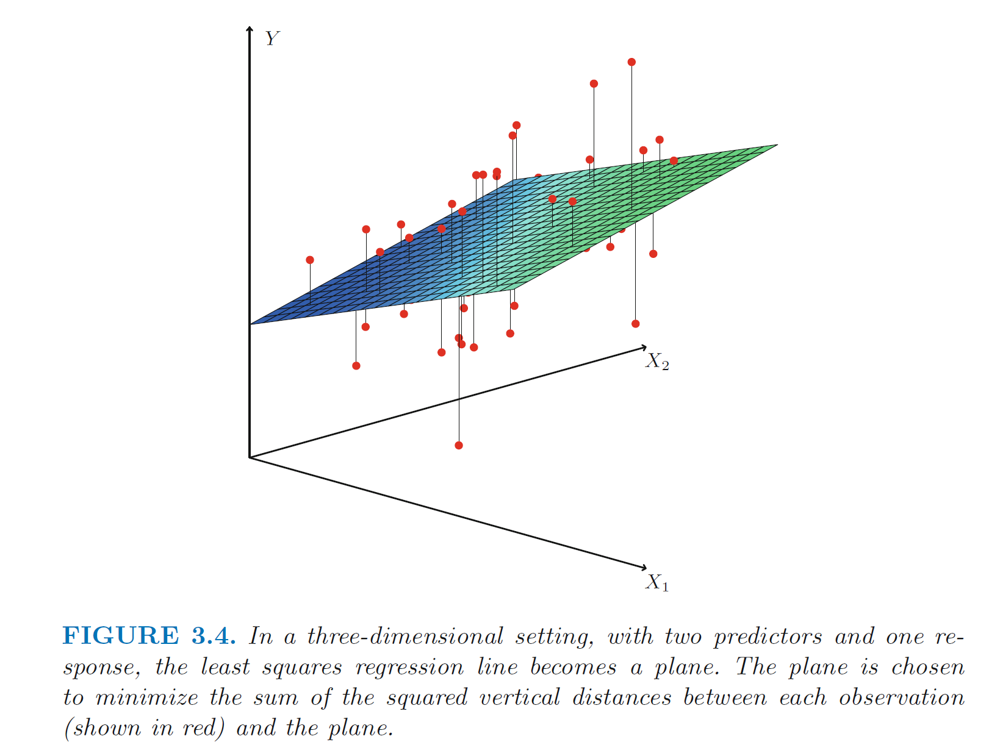 Y
X₂
X₁
FIGURE 3.4. In a three-dimensional setting, with two predictors and one re-
sponse, the least squares regression line becomes a plane. The plane is chosen
to minimize the sum of the squared vertical distances between each observation
(shown in red) and the plane.